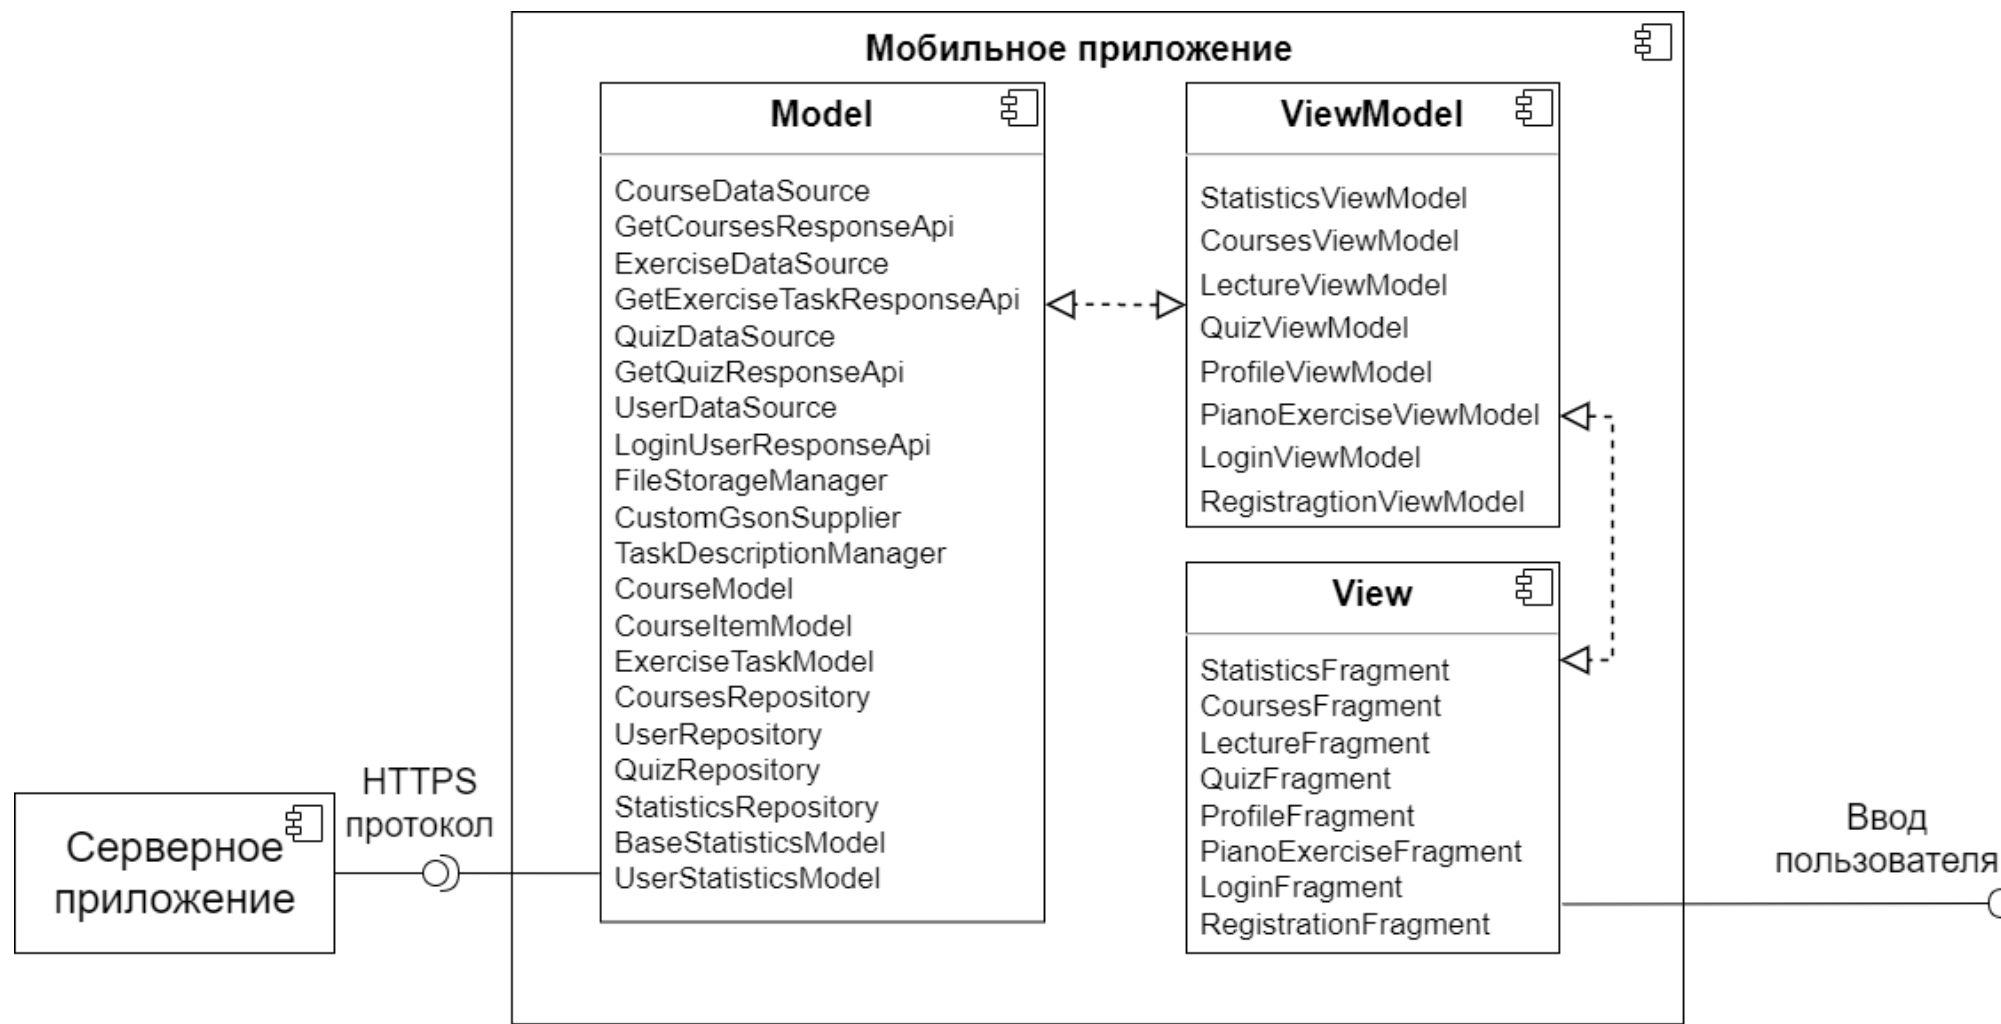 Мобильное приложение
Model
CourseDataSource
GetCoursesResponseApi
ExerciseDataSource
GetExerciseTaskResponseApi
QuizDataSource
GetQuizResponseApi
UserDataSource
LoginUserResponseApi
FileStorageManager
CustomGsonSupplier
TaskDescriptionManager
CourseModel
CourseItemModel
ExerciseTaskModel
CoursesRepository
UserRepository
QuizRepository
StatisticsRepository
BaseStatisticsModel
UserStatisticsModel
ViewModel
StatisticsViewModel
CoursesViewModel
LectureViewModel
QuizViewModel
ProfileViewModel
PianoExerciseViewModel
LoginViewModel
RegistragtionViewModel
View
StatisticsFragment
CoursesFragment
LectureFragment
QuizFragment
ProfileFragment
PianoExerciseFragment
LoginFragment
RegistrationFragment
HTTPS
протокол
Серверное
приложение
Ввод
пользователя